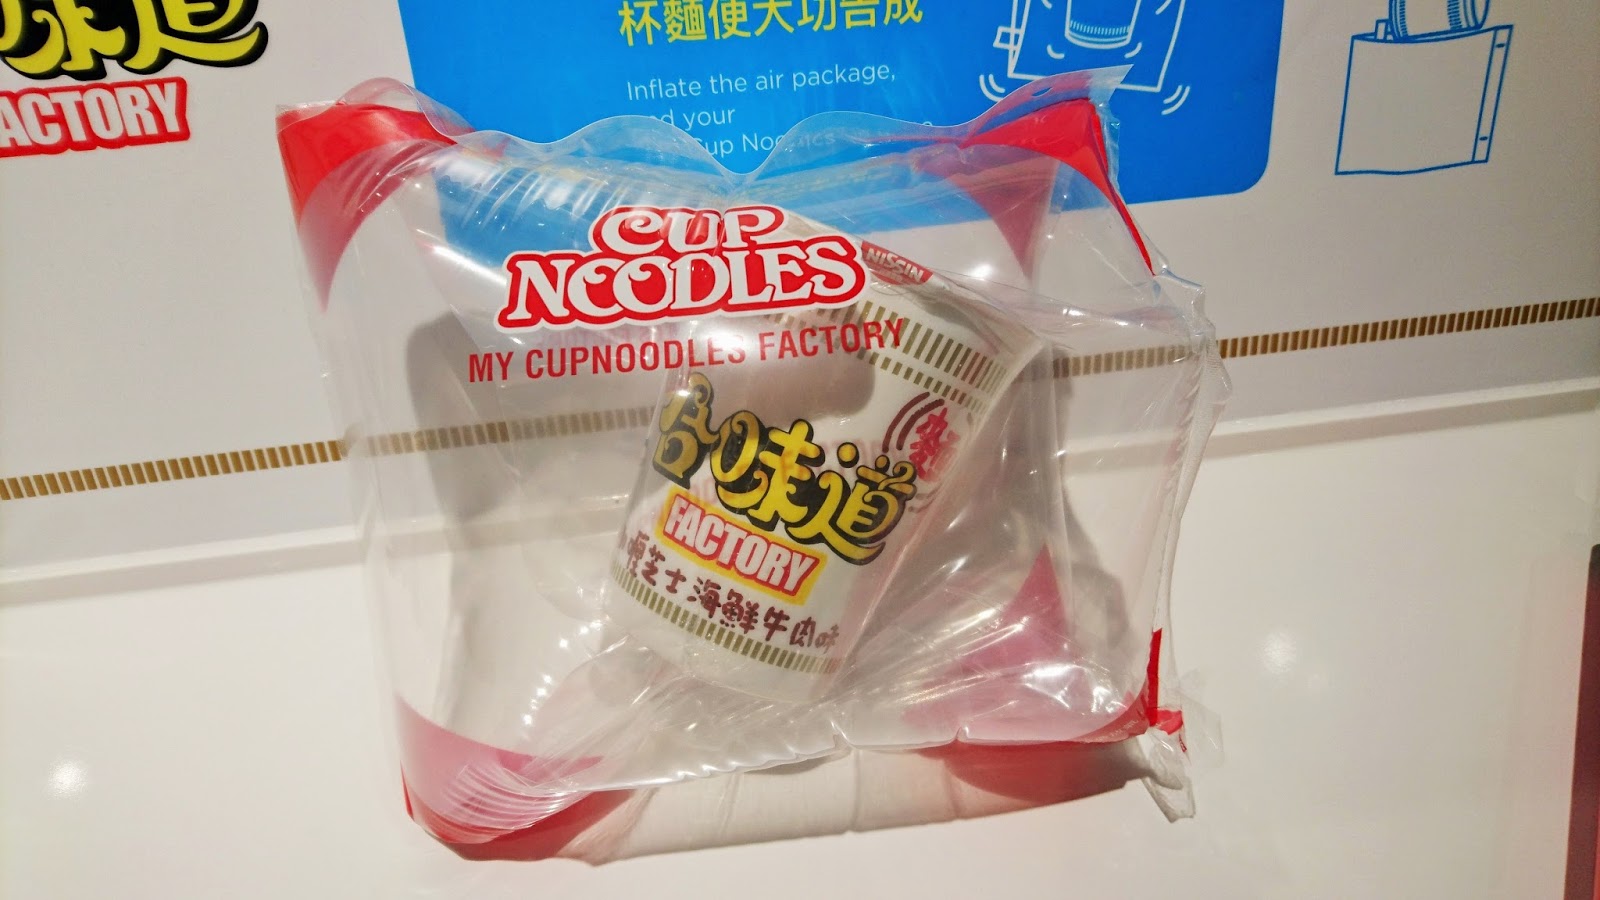 杯麵便大功告成
味道
FACTORY
Inflate the air package,
your
Cup Noodles
CUP
NOODLES
MY CUPNOODLES FACTORY
NISSIN
合味道
FACTORY
芝士海鮮牛肉味